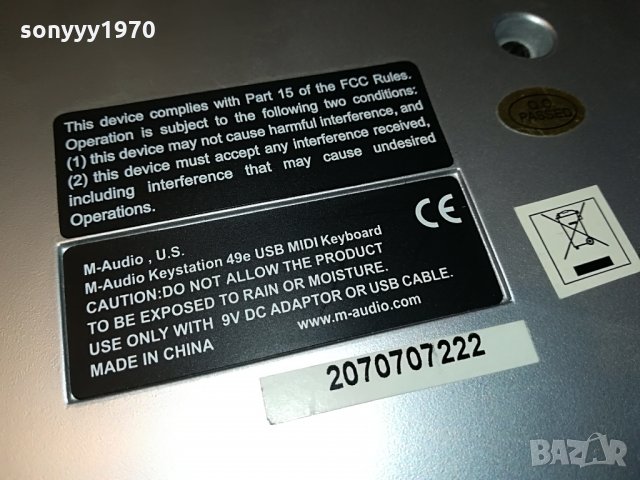 sonyyy1970
This device complies with Part 15 of the FCC Rules.
Operation is subject to the following two conditions:
(1) this device may not cause harmful interference, and
(2) this device must accept any interference received,
including interference that may cause undesired
Operations.
Q.C
PASSED
CE
M-Audio , U.S.
M-Audio Keystation 49e USB MIDI Keyboard
CAUTION:DO NOT ALLOW THE PRODUCT
TO BE EXPOSED TO RAIN OR MOISTURE.
USE ONLY WITH 9V DC ADAPTOR OR USB CABLE.
MADE IN CHINA
www.m-audio.com
2070707222
BAZAR